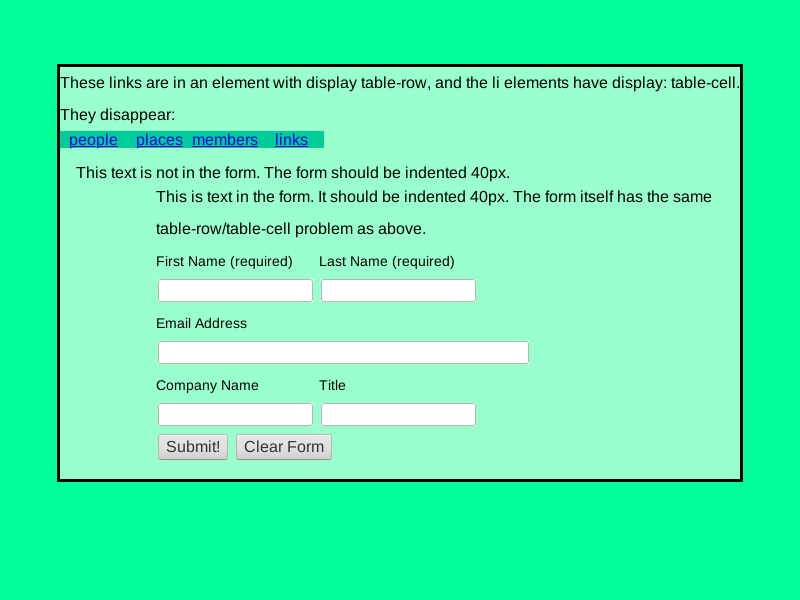 These links are in an element with display table-row, and the li elements have display: table-cell.
They disappear:
people places members links
This text is not in the form. The form should be indented 40px.
This is text in the form. It should be indented 40px. The form itself has the same
table-row/table-cell problem as above.
First Name (required) Last Name (required)
Email Address
Company Name Title
Submit! Clear Form